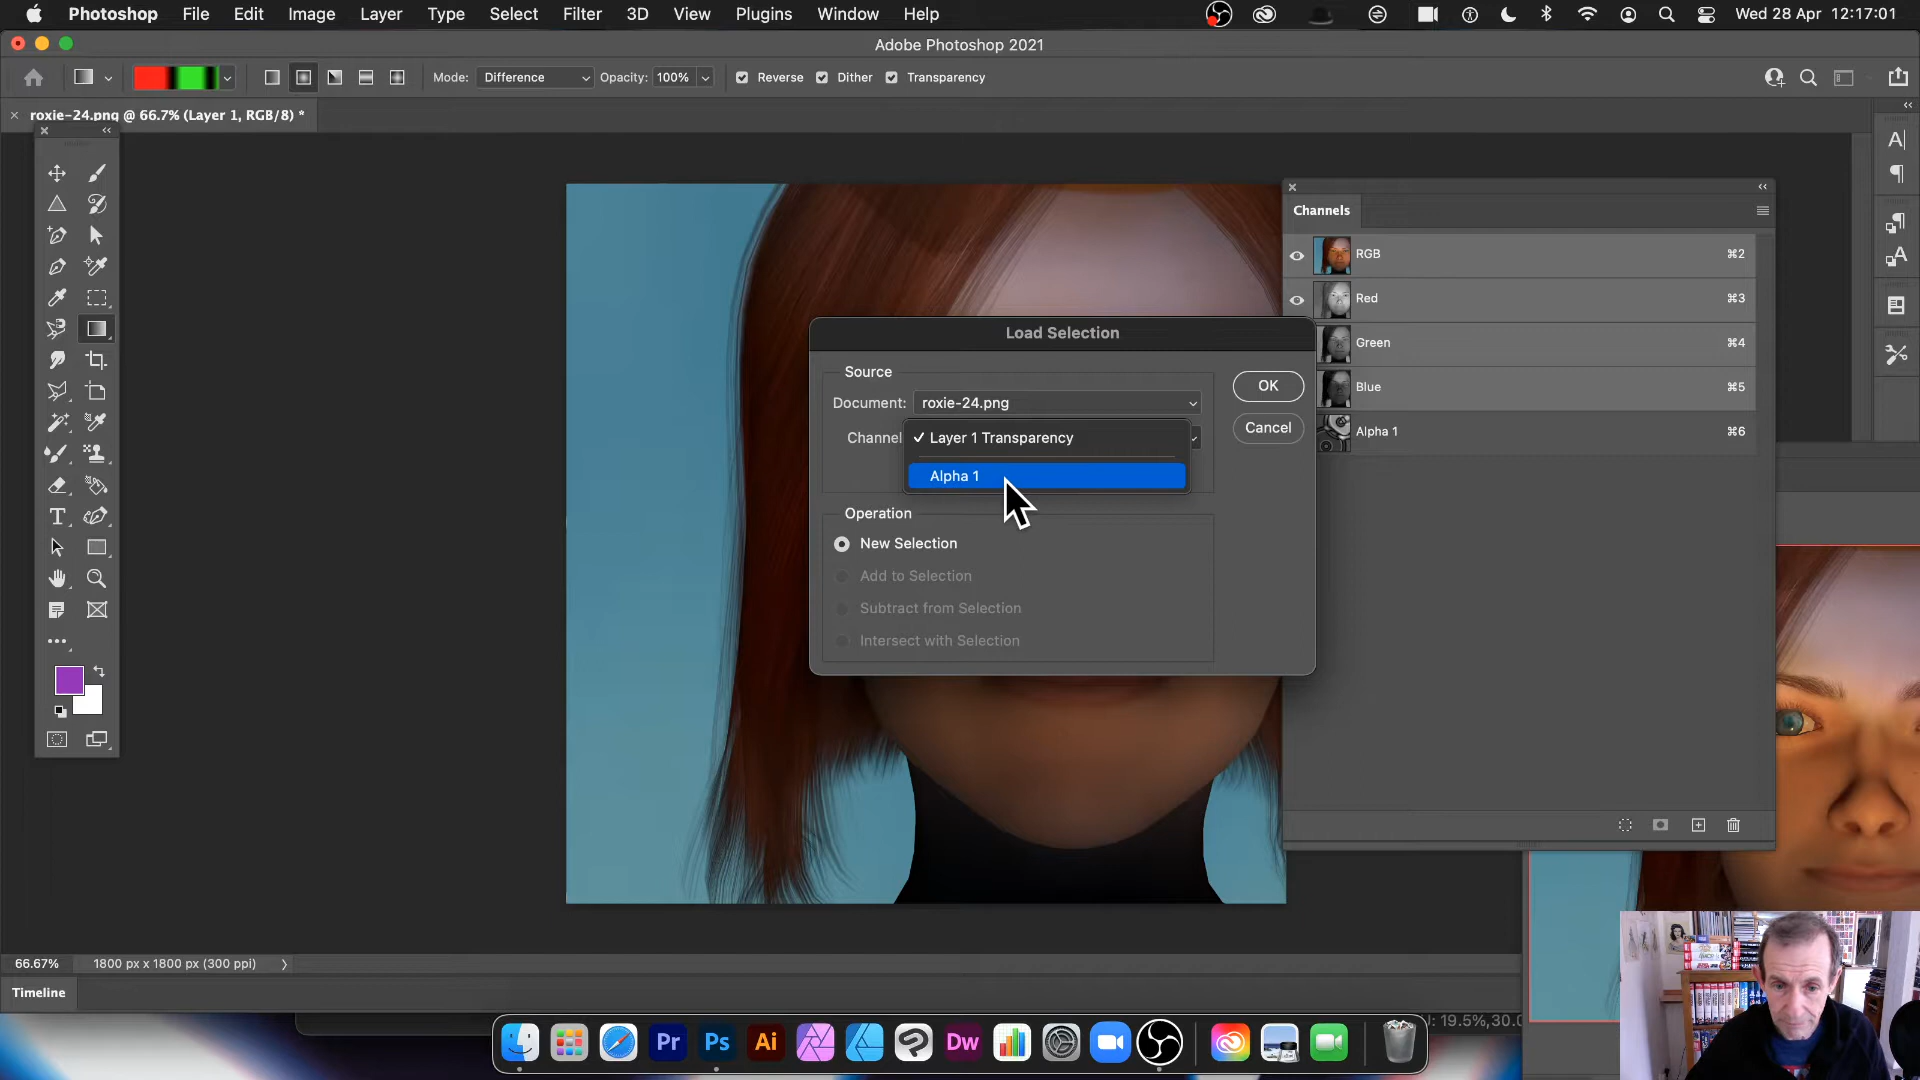 Photoshop File Edit Image Layer Type Select Filter 3D View Plugins Window Help Wed 28 Apr 12:17:01
Adobe Photoshop 2021
Mode: Difference Opacity: 100% Reverse Dither Transparency
roxie-24.png @ 66.7% (Layer 1, RGB/8) *
Channels
RGB ⌘2
Red ⌘3
Green ⌘4
Blue ⌘5
Alpha 1 ⌘6
Load Selection
Source
Document: roxie-24.png
Channel
✓ Layer 1 Transparency
Alpha 1
OK
Cancel
Operation
New Selection
Add to Selection
Subtract from Selection
Intersect with Selection
66.67% 1800 px x 1800 px (300 ppi)
Timeline
19.5%,30.0
Pr Ps Ai Dw